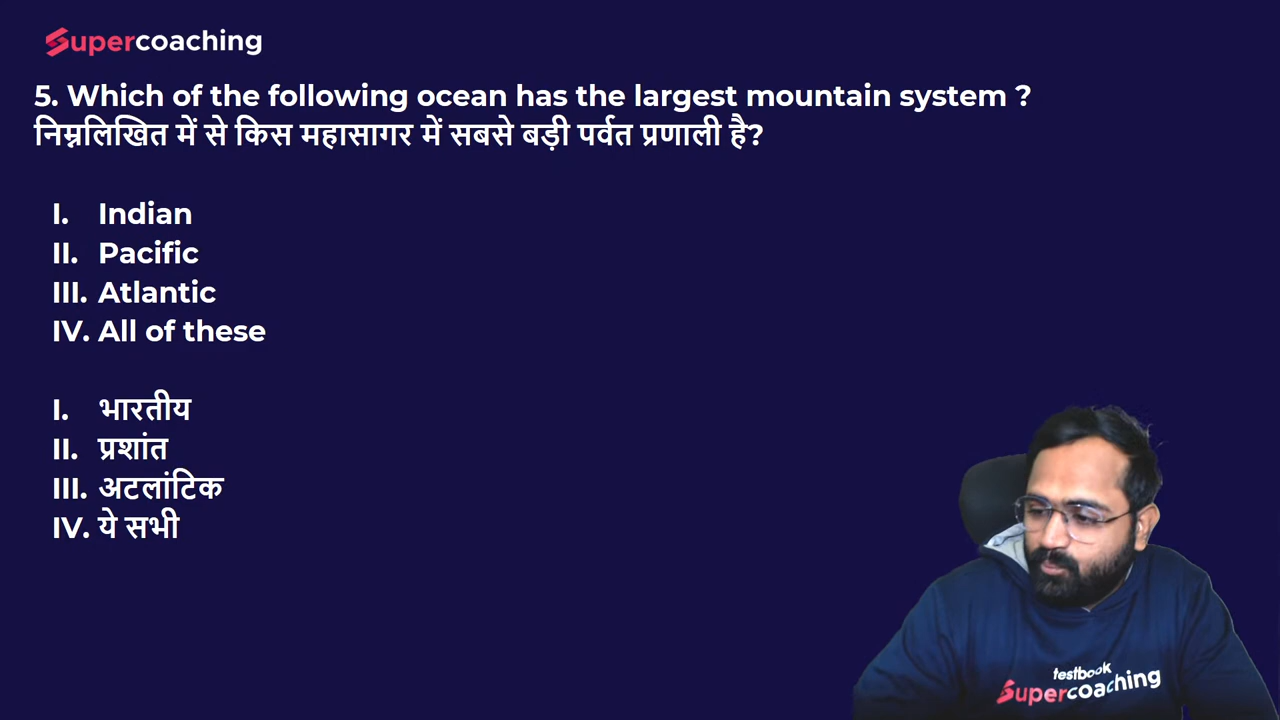 Supercoaching
5. Which of the following ocean has the largest mountain system ?
निम्नलिखित में से किस महासागर में सबसे बड़ी पर्वत प्रणाली है?
I. Indian
II. Pacific
III. Atlantic
IV. All of these
I. भारतीय
II. प्रशांत
III. अटलांटिक
IV. ये सभी
testbook
Supercoaching